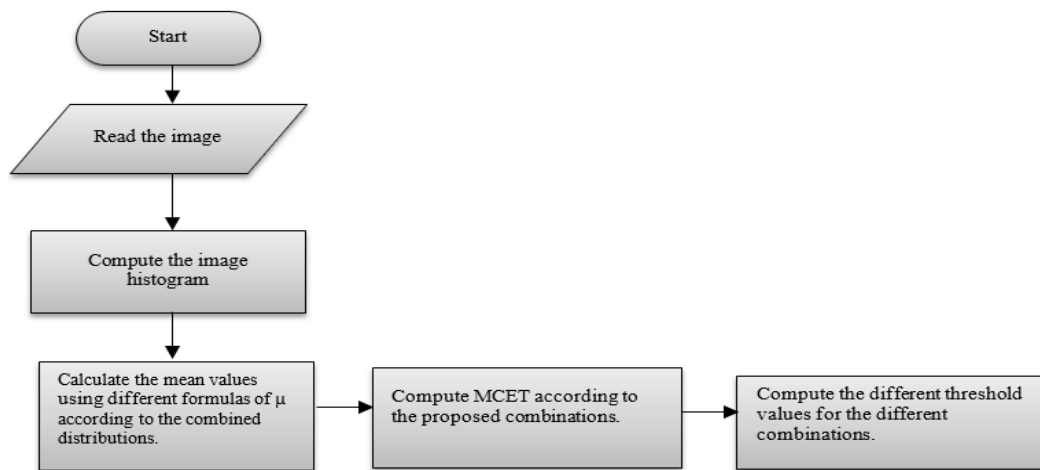 Start
Read the image
Compute the image
histogram
Calculate the mean values
using different formulas of μ
according to the combined
distributions.
Compute MCET according to
the proposed combinations.
Compute the different threshold
values for the different
combinations.